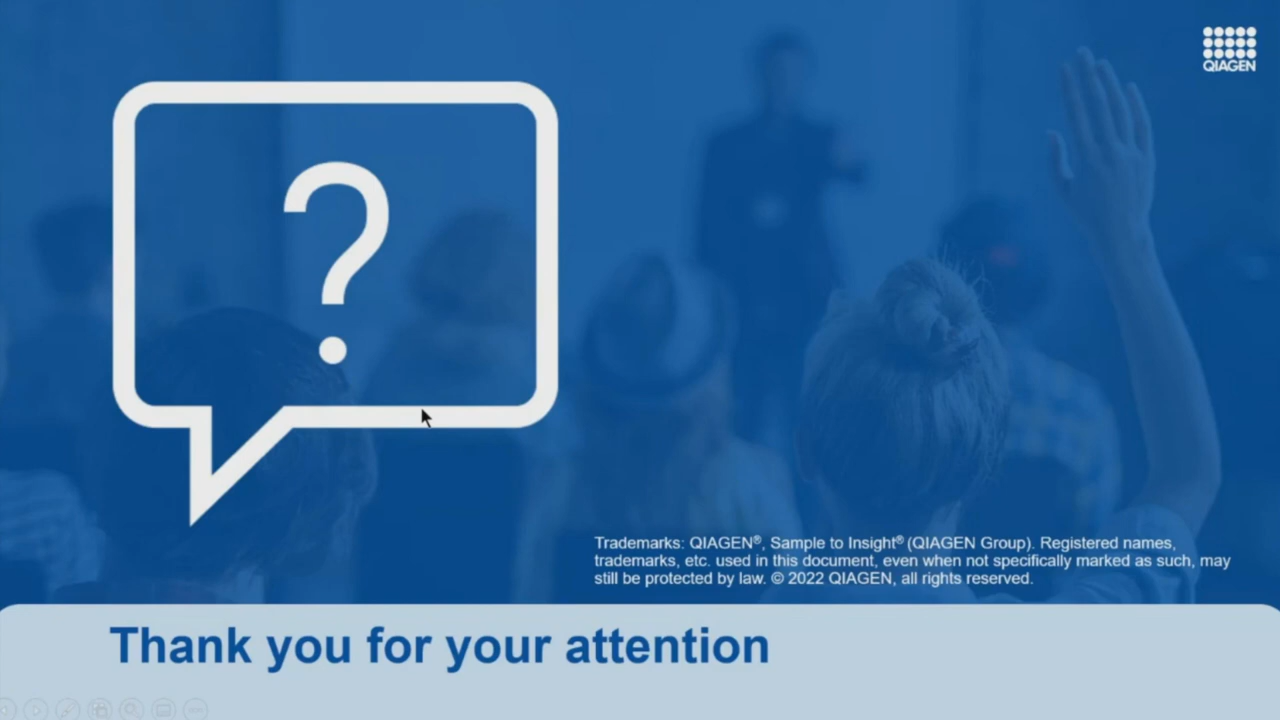 QIAGEN
?
Trademarks: QIAGEN®, Sample to Insight® (QIAGEN Group). Registered names,
trademarks, etc. used in this document, even when not specifically marked as such, may
still be protected by law. © 2022 QIAGEN, all rights reserved.
Thank you for your attention